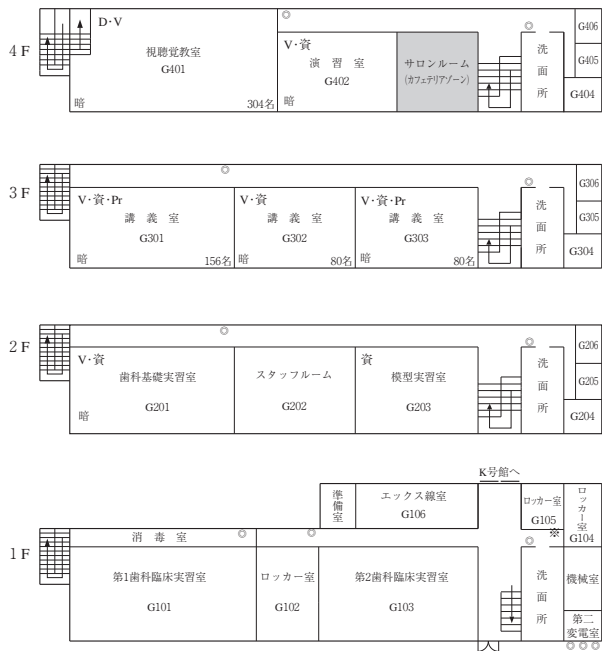 4F
D・V
視聴覚教室
G401
暗
304名
V・資
演習室
G402
暗
サロンルーム
(カフェテリアゾーン)
◎
◎
洗面所
G406
G405
G404
3F
◎
V・資・Pr
講義室
G301
暗
156名
V・資
講義室
G302
暗
80名
V・資・Pr
講義室
G303
暗
80名
◎
洗面所
G306
G305
G304
2F
◎
V・資
歯科基礎実習室
G201
暗
スタッフルーム
G202
資
模型実習室
G203
◎
洗面所
G206
G205
G204
1F
K号館へ
準備室
エックス線室
G106
ロッカー室
G105
※
ロッカー室
G104
消毒室
◎
◎
◎
第1歯科臨床実習室
G101
ロッカー室
G102
第2歯科臨床実習室
G103
洗面所
機械室
第二
変電室
◎◎◎